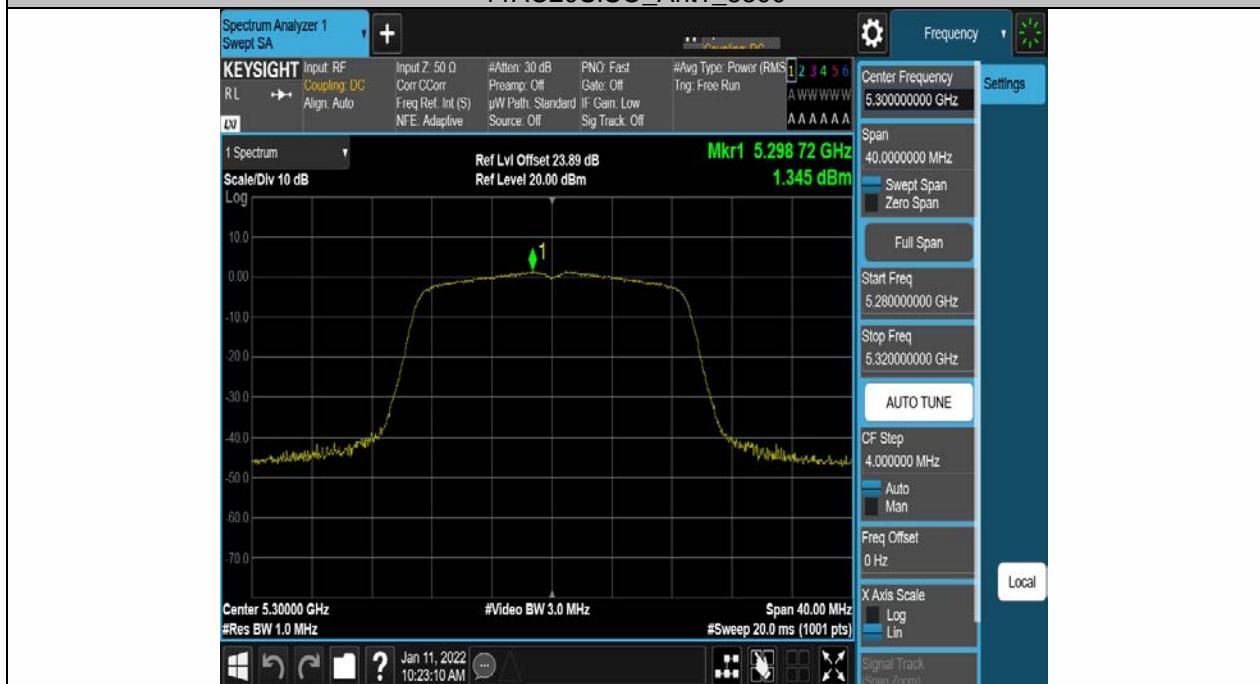 Spectrum Analyzer 1
Swept SA
Frequency
KEYSIGHT
RL
LXI
Input: RF
Coupling: DC
Align: Auto
Input Z: 50 Ω
Corr CCorr
Freq Ref: Int (S)
NFE: Adaptive
#Atten: 30 dB
Preamp: Off
µW Path: Standard
Source: Off
PNO: Fast
Gate: Off
IF Gain: Low
Sig Track: Off
#Avg Type: Power (RMS
Trig: Free Run
1 2 3 4 5 6
A W W W W W
A A A A A A
1 Spectrum
Scale/Div 10 dB
Log
Ref Lvl Offset 23.89 dB
Ref Level 20.00 dBm
Mkr1 5.298 72 GHz
1.345 dBm
1
10.0
0.00
-10.0
-20.0
-30.0
-40.0
-50.0
-60.0
-70.0
Center 5.30000 GHz
#Video BW 3.0 MHz
Span 40.00 MHz
#Res BW 1.0 MHz
#Sweep 20.0 ms (1001 pts)
Center Frequency
5.300000000 GHz
Settings
Span
40.0000000 MHz
Swept Span
Zero Span
Full Span
Start Freq
5.280000000 GHz
Stop Freq
5.320000000 GHz
AUTO TUNE
CF Step
4.000000 MHz
Auto
Man
Freq Offset
0 Hz
X Axis Scale
Log
Lin
Local
Signal Track
(Span Zoom)
?
Jan 11, 2022
10:23:10 AM